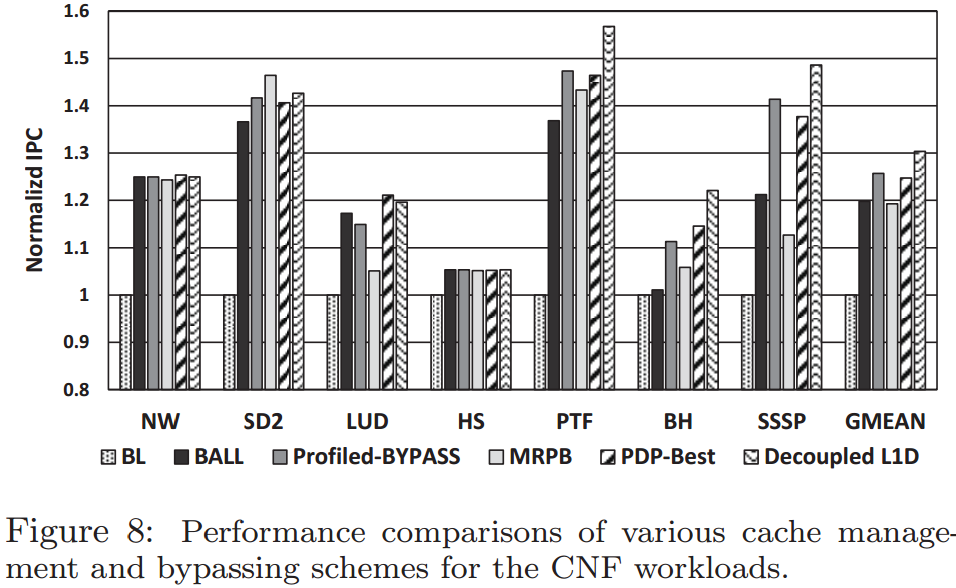 1.6
1.5
1.4
1.3
1.2
1.1
1
0.9
0.8
Normalizd IPC
NW SD2 LUD HS PTF BH SSSP GMEAN
BL BALL Profiled-BYPASS MRPB PDP-Best Decoupled L1D
Figure 8: Performance comparisons of various cache manage-
ment and bypassing schemes for the CNF workloads.